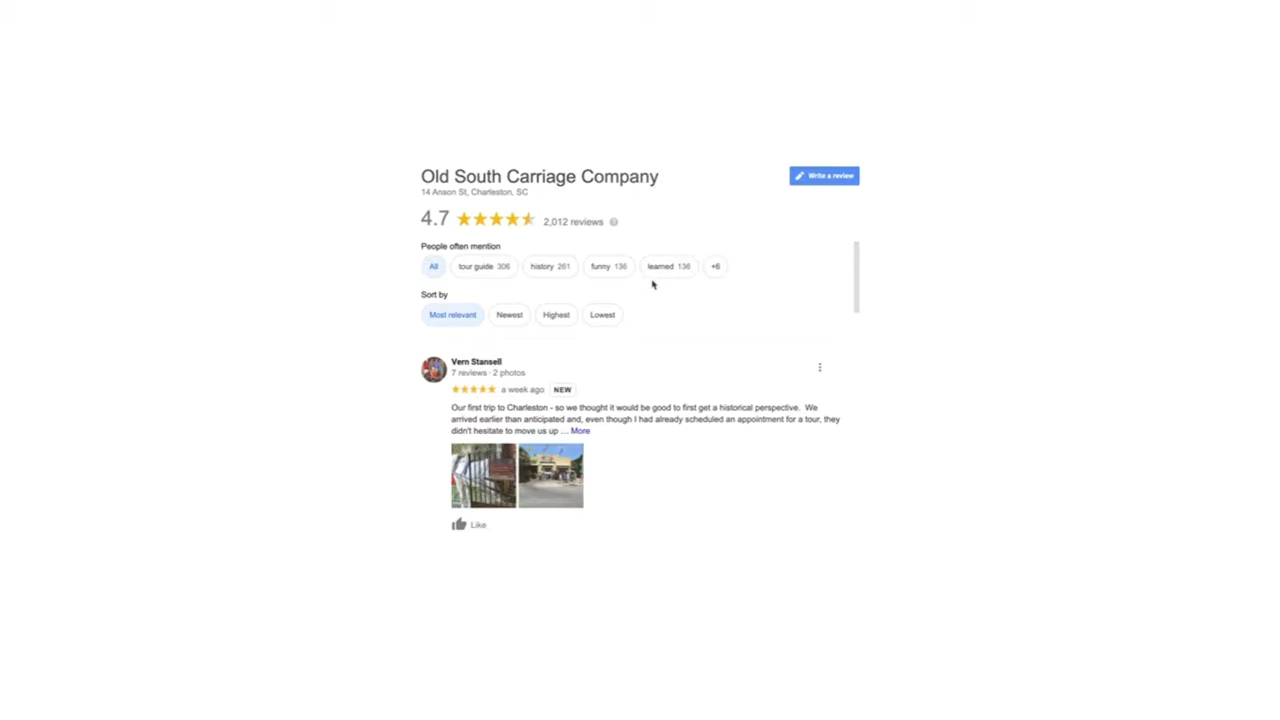 Old South Carriage Company
Write a review
14 Anson St, Charleston, SC
4.7 2,012 reviews
People often mention
All tour guide 306 history 261 funny 136 learned 136 +6
Sort by
Most relevant Newest Highest Lowest
Vern Stansell
7 reviews · 2 photos
a week ago NEW
Our first trip to Charleston - so we thought it would be good to first get a historical perspective. We
arrived earlier than anticipated and, even though I had already scheduled an appointment for a tour, they
didn't hesitate to move us up ... More
Like